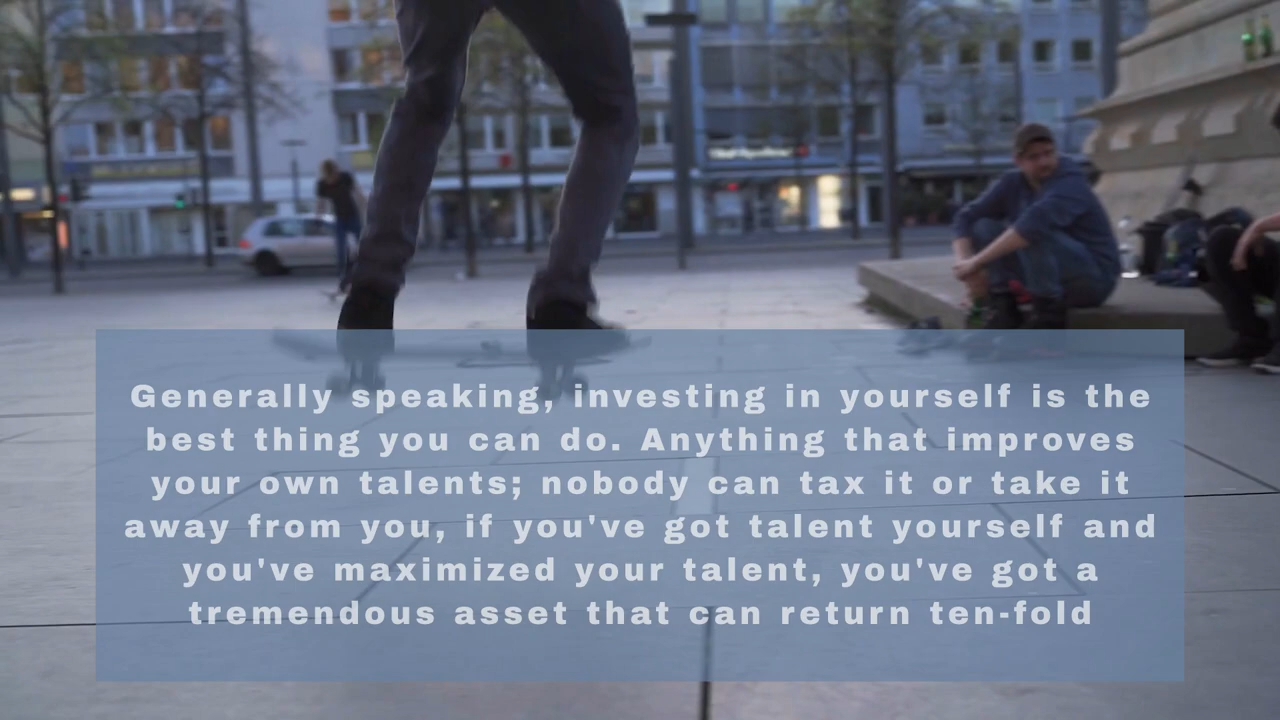 Generally speaking, investing in yourself is the
best thing you can do. Anything that improves
your own talents; nobody can tax it or take it
away from you, if you've got talent yourself and
you've maximized your talent, you've got a
tremendous asset that can return ten-fold